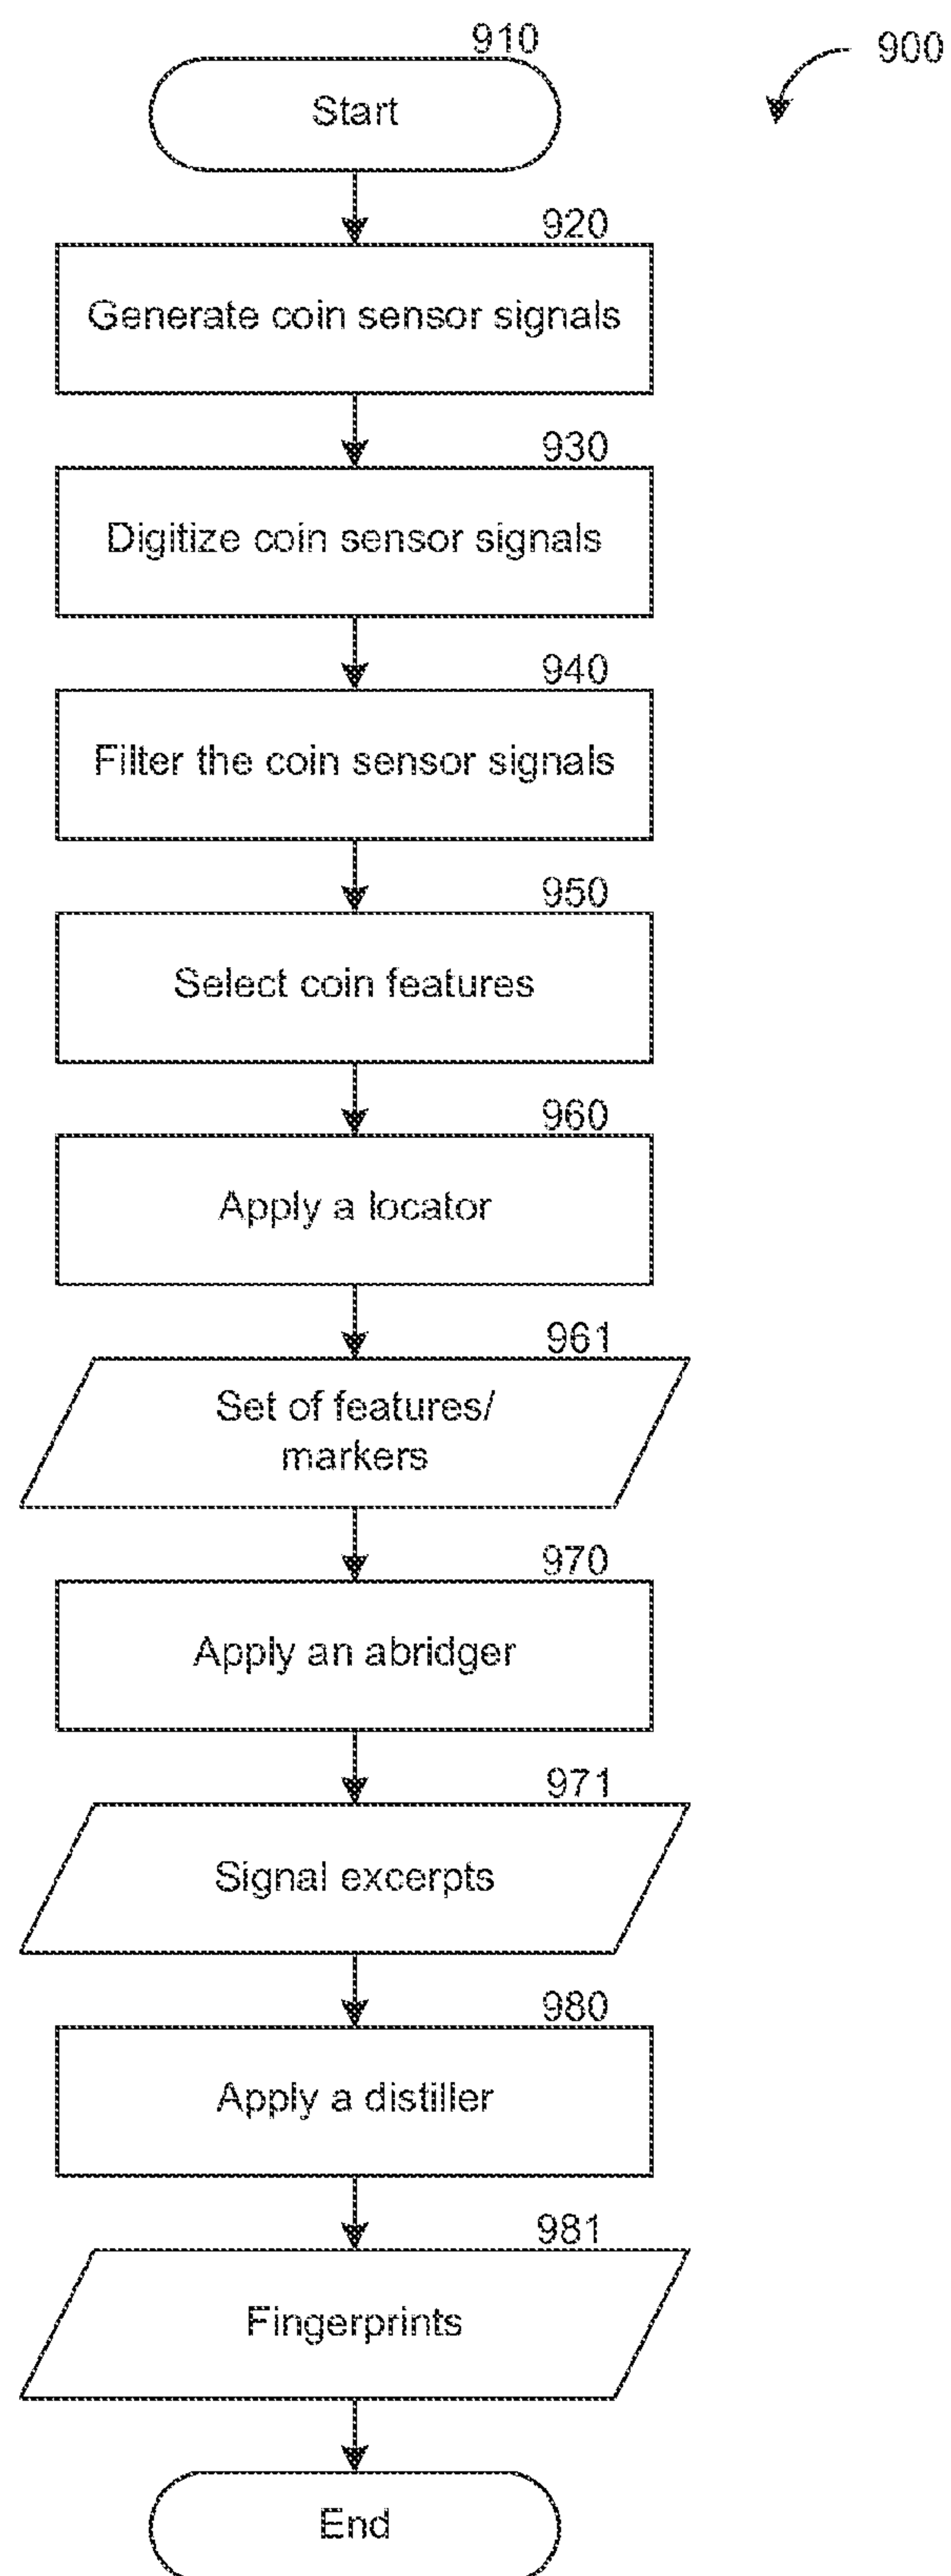 910
900
Start
920
Generate coin sensor signals
930
Digitize coin sensor signals
940
Filter the coin sensor signals
950
Select coin features
960
Apply a locator
961
Set of features/
markers
970
Apply an abridger
971
Signal excerpts
980
Apply a distiller
981
Fingerprints
End